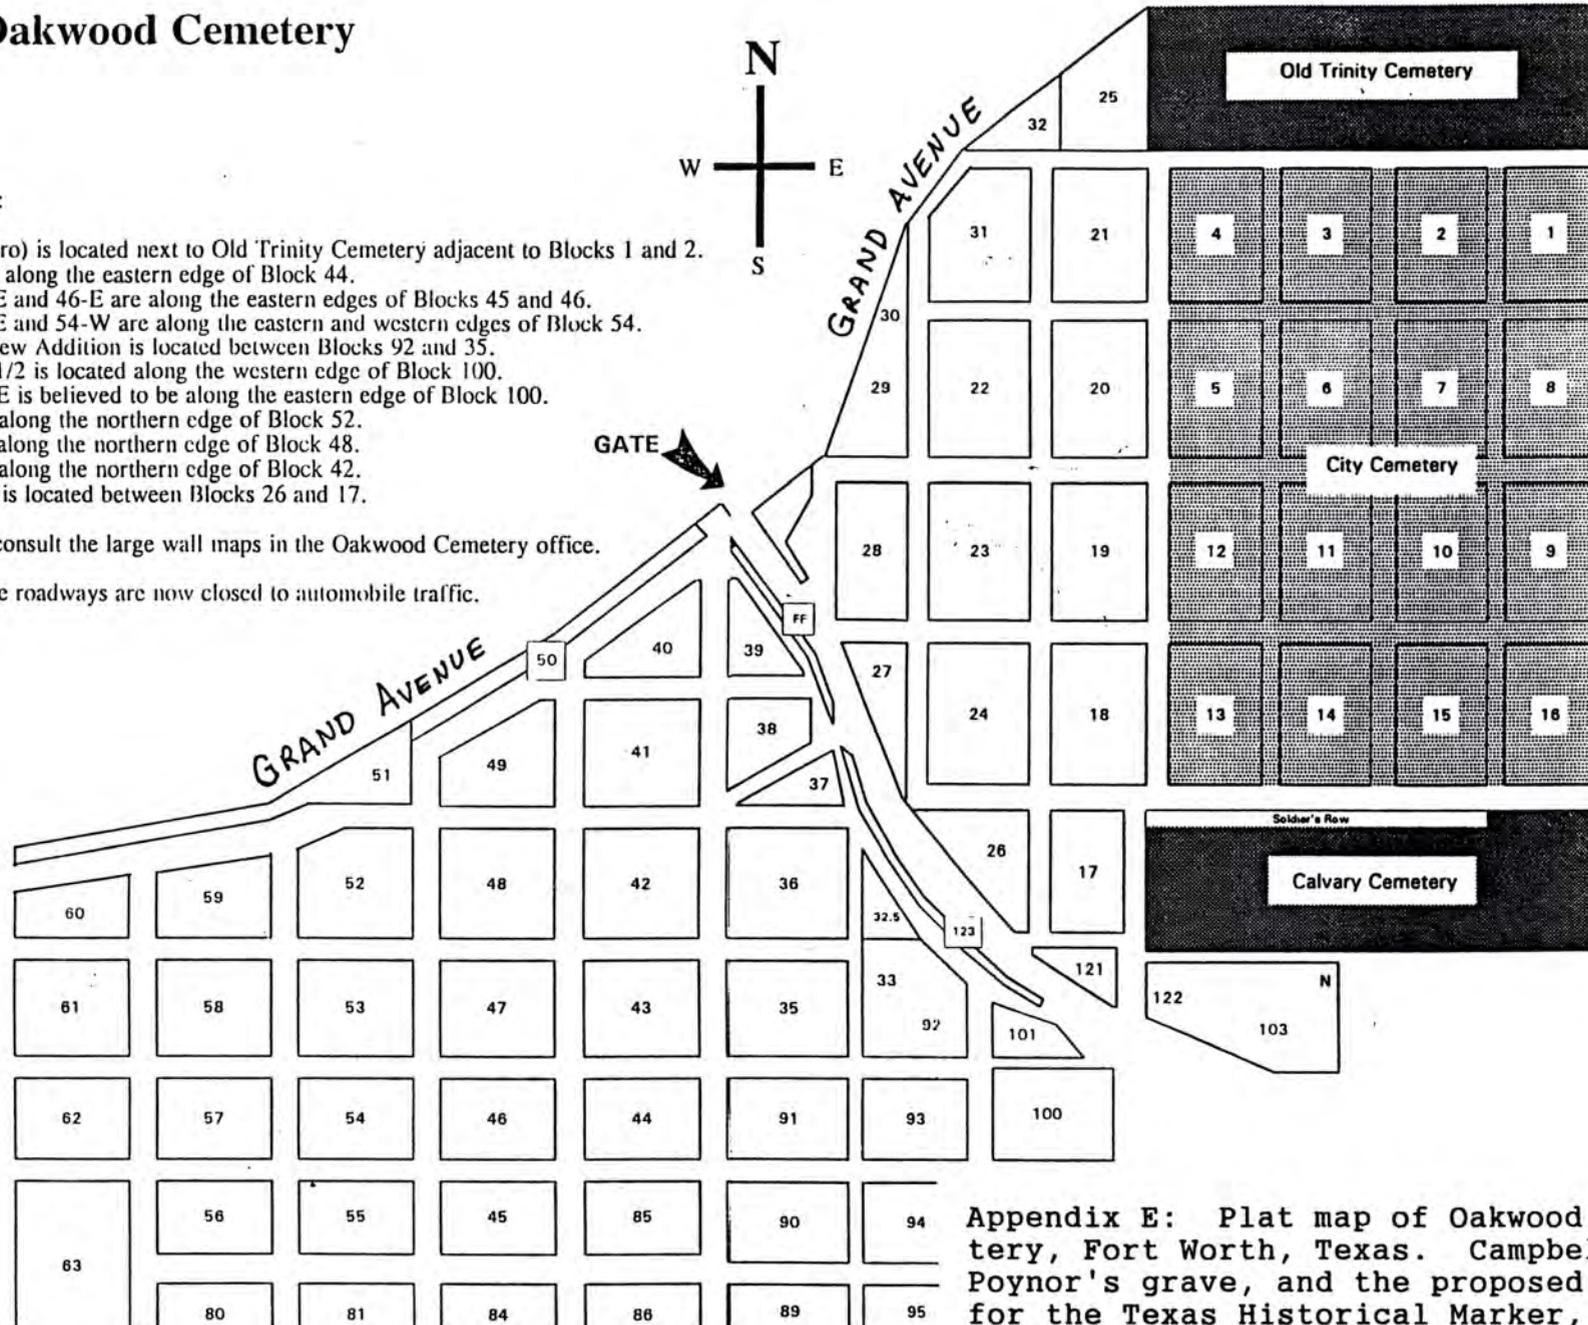 Oakwood Cemetery
N
W E
S
:
ro) is located next to Old Trinity Cemetery adjacent to Blocks 1 and 2.
along the eastern edge of Block 44.
E and 46-E are along the eastern edges of Blocks 45 and 46.
E and 54-W are along the eastern and western edges of Block 54.
ew Addition is located between Blocks 92 and 35.
1/2 is located along the western edge of Block 100.
E is believed to be along the eastern edge of Block 100.
along the northern edge of Block 52.
along the northern edge of Block 48.
along the northern edge of Block 42.
is located between Blocks 26 and 17.
consult the large wall maps in the Oakwood Cemetery office.
e roadways are now closed to automobile traffic.
GATE
GRAND AVENUE
GRAND AVENUE
GRAND AVENUE
Old Trinity Cemetery
25
32
31 21 4 3 2 1
30
29 22 20 5 6 7 8
City Cemetery
28 23 19 12 11 10 9
FF
50 40 39 27
24 18 13 14 15 16
38
51 49 41 37
Soldier's Row
Calvary Cemetery
26 17
60 59 52 48 42 36 32.5
123
121
61 58 53 47 43 35 33 92 101
122 103 N
62 57 54 46 44 91 93 100
63 56 55 45 85 90 94
80 81 84 86 89 95
Appendix E: Plat map of Oakwood
tery, Fort Worth, Texas. Campbel
Poynor's grave, and the proposed
for the Texas Historical Marker,